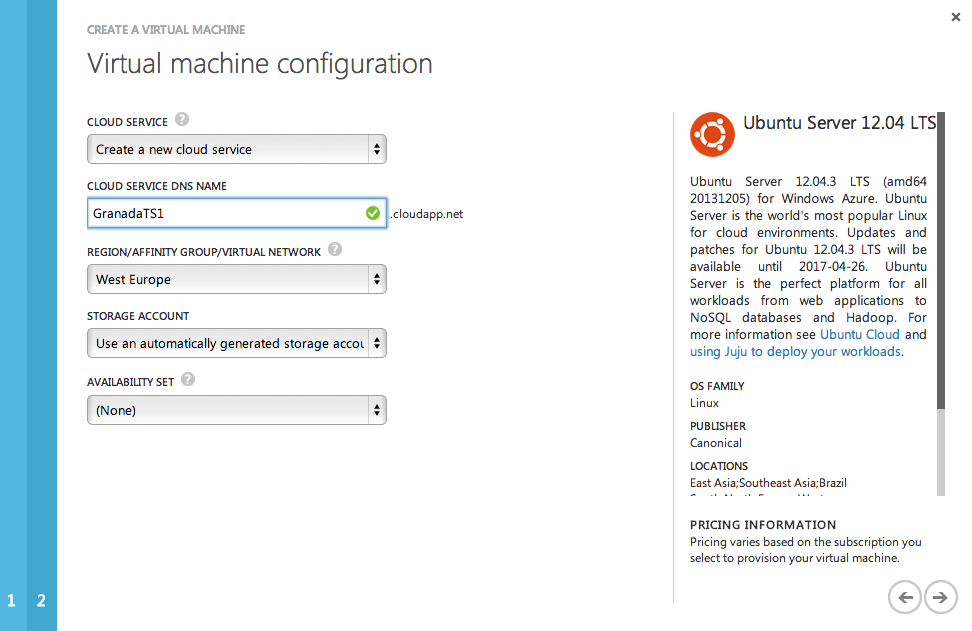 CREATE A VIRTUAL MACHINE
Virtual machine configuration
CLOUD SERVICE ?
Create a new cloud service
CLOUD SERVICE DNS NAME
GranadaTS1
.cloudapp.net
REGION/AFFINITY GROUP/VIRTUAL NETWORK ?
West Europe
STORAGE ACCOUNT
Use an automatically generated storage accou
AVAILABILITY SET ?
(None)
Ubuntu Server 12.04 LTS
Ubuntu Server 12.04.3 LTS (amd64
20131205) for Windows Azure. Ubuntu
Server is the world's most popular Linux
for cloud environments. Updates and
patches for Ubuntu 12.04.3 LTS will be
available until 2017-04-26. Ubuntu
Server is the perfect platform for all
workloads from web applications to
NoSQL databases and Hadoop. For
more information see Ubuntu Cloud and
using Juju to deploy your workloads.
OS FAMILY
Linux
PUBLISHER
Canonical
LOCATIONS
East Asia;Southeast Asia;Brazil
PRICING INFORMATION
Pricing varies based on the subscription you
select to provision your virtual machine.
1 2